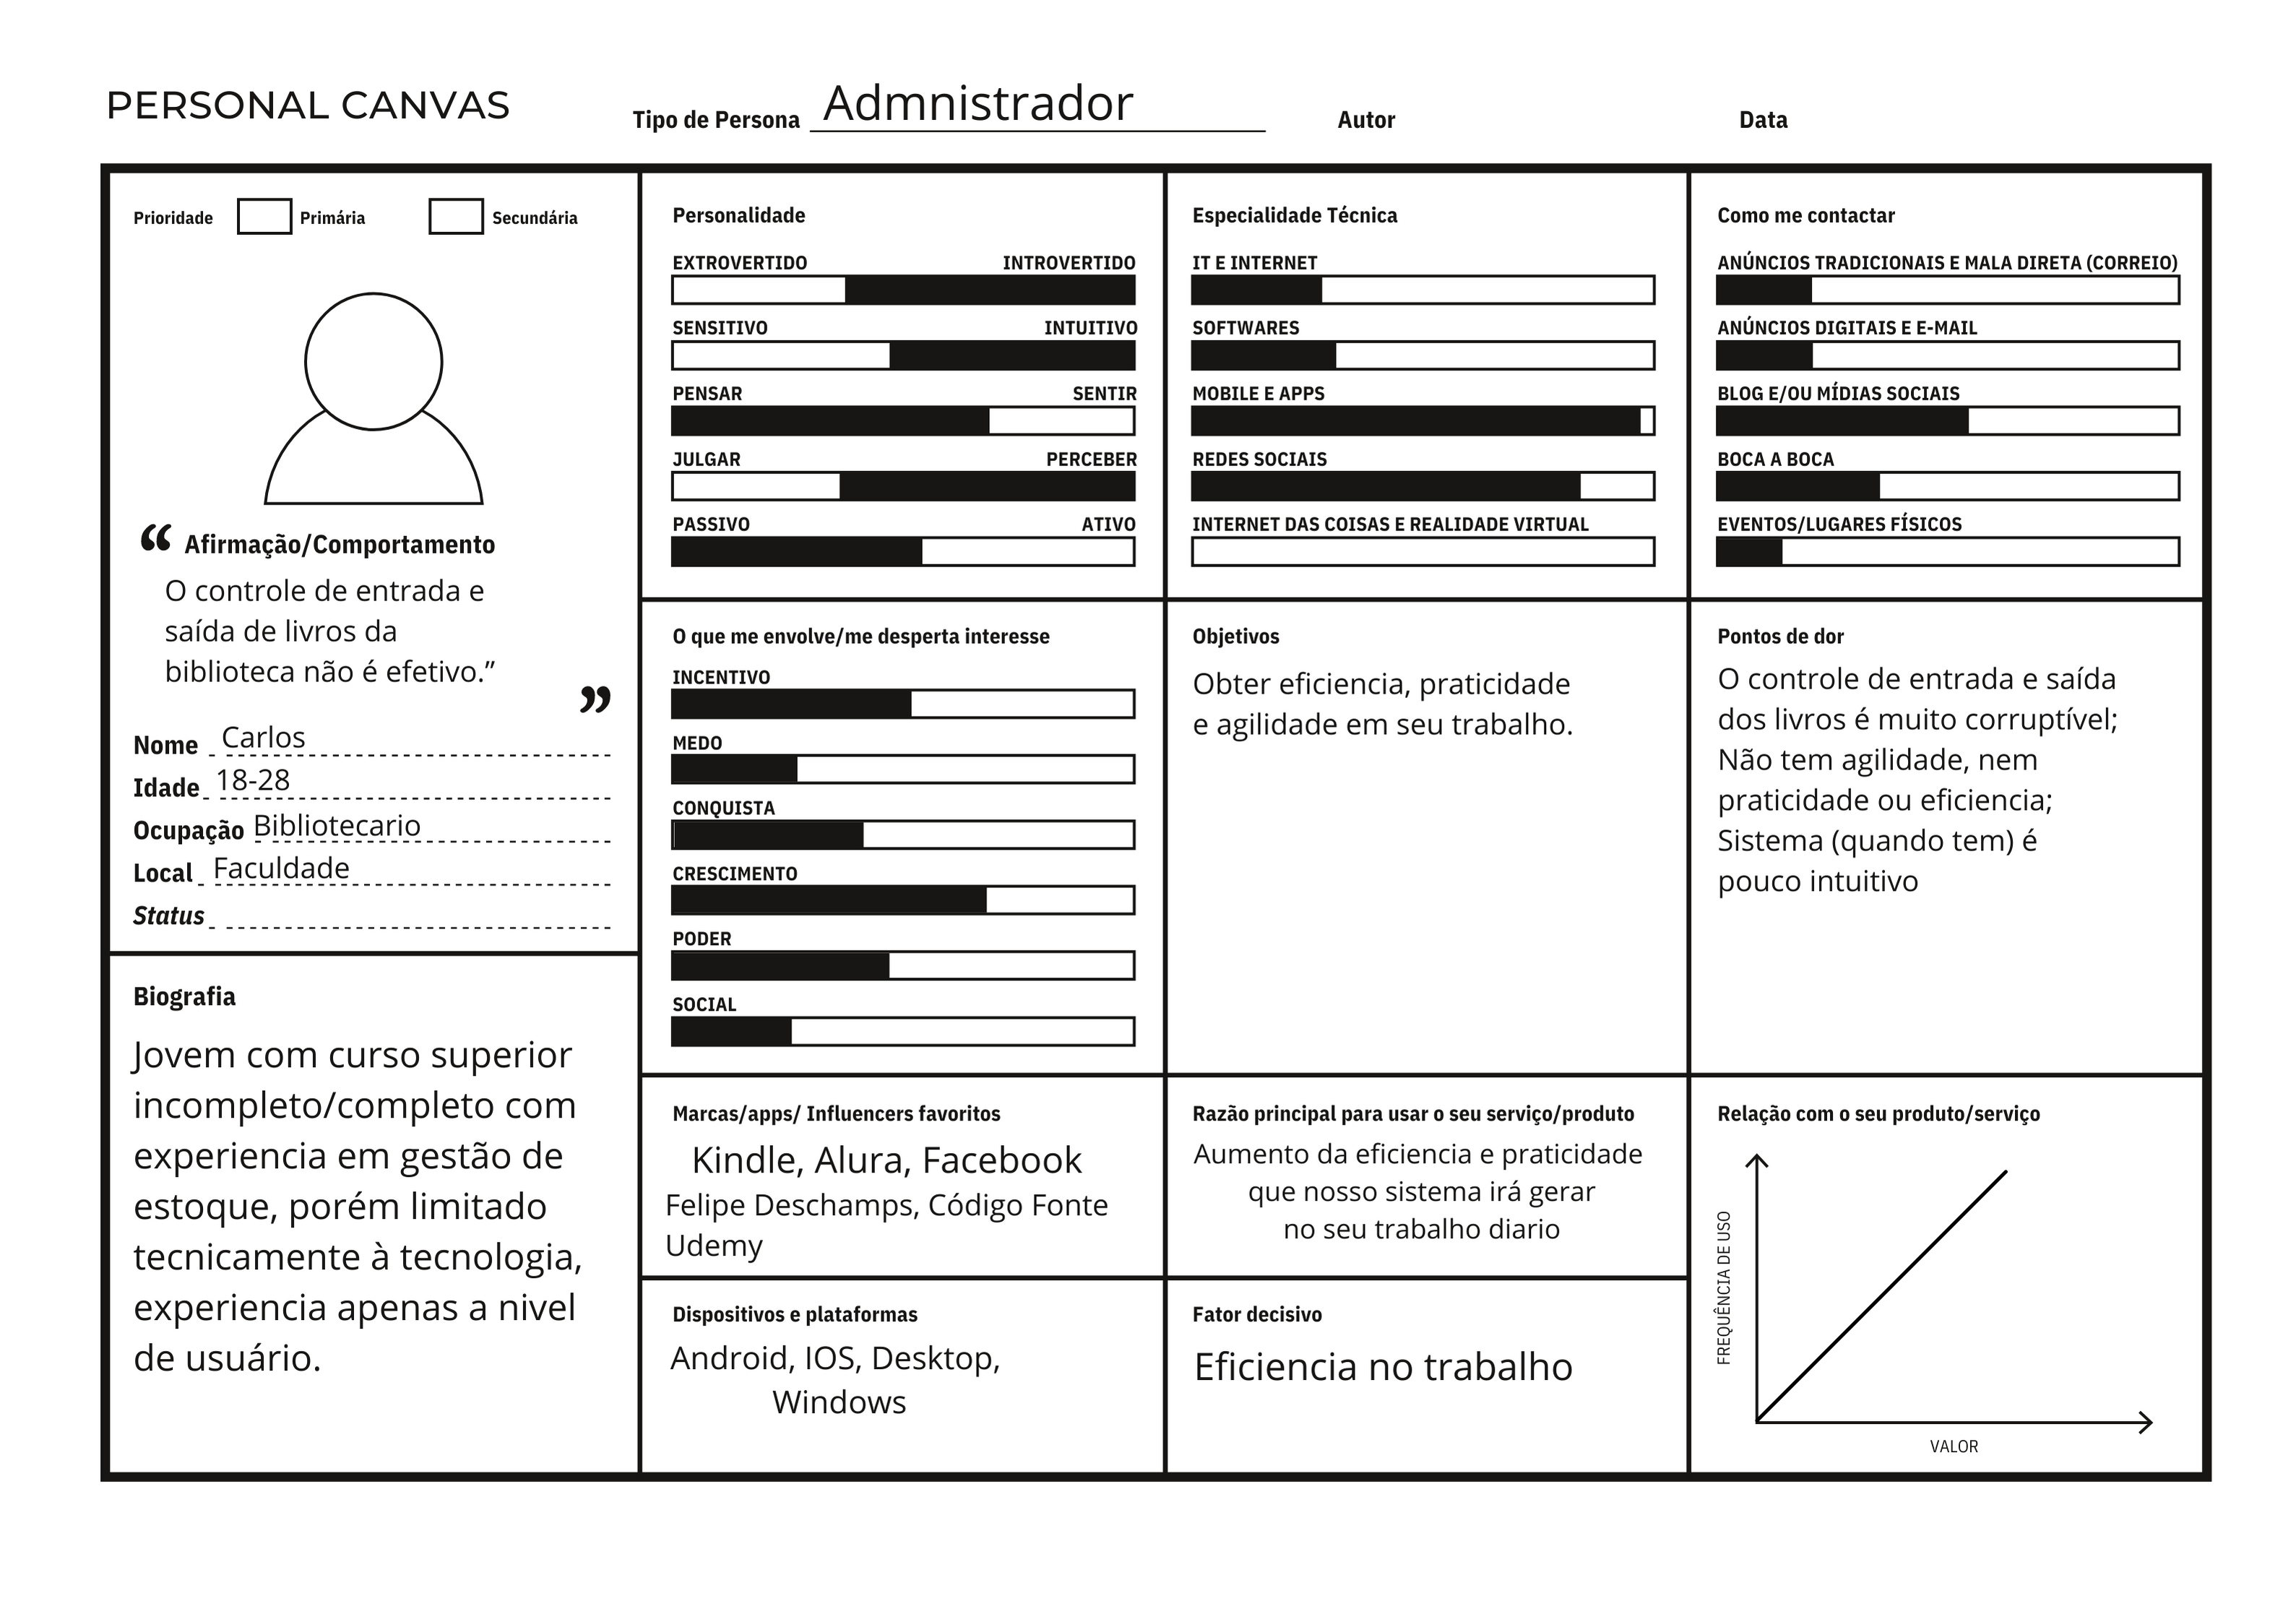 PERSONAL CANVAS
Tipo de Persona Admnistrador
Autor
Data
Prioridade Primária Secundária
“ Afirmação/Comportamento
O controle de entrada e
saída de livros da
biblioteca não é efetivo.”
”
Nome Carlos
Idade 18-28
Ocupação Bibliotecario
Local Faculdade
Status
Biografia
Jovem com curso superior
incompleto/completo com
experiencia em gestão de
estoque, porém limitado
tecnicamente à tecnologia,
experiencia apenas a nivel
de usuário.
Personalidade
EXTROVERTIDO INTROVERTIDO
SENSITIVO INTUITIVO
PENSAR SENTIR
JULGAR PERCEBER
PASSIVO ATIVO
Especialidade Técnica
IT E INTERNET
SOFTWARES
MOBILE E APPS
REDES SOCIAIS
INTERNET DAS COISAS E REALIDADE VIRTUAL
Como me contactar
ANÚNCIOS TRADICIONAIS E MALA DIRETA (CORREIO)
ANÚNCIOS DIGITAIS E E-MAIL
BLOG E/OU MÍDIAS SOCIAIS
BOCA A BOCA
EVENTOS/LUGARES FÍSICOS
O que me envolve/me desperta interesse
INCENTIVO
MEDO
CONQUISTA
CRESCIMENTO
PODER
SOCIAL
Objetivos
Obter eficiencia, praticidade
e agilidade em seu trabalho.
Pontos de dor
O controle de entrada e saída
dos livros é muito corruptível;
Não tem agilidade, nem
praticidade ou eficiencia;
Sistema (quando tem) é
pouco intuitivo
Marcas/apps/ Influencers favoritos
Kindle, Alura, Facebook
Felipe Deschamps, Código Fonte
Udemy
Razão principal para usar o seu serviço/produto
Aumento da eficiencia e praticidade
que nosso sistema irá gerar
no seu trabalho diario
Relação com o seu produto/serviço
FREQUÊNCIA DE USO
VALOR
Dispositivos e plataformas
Android, IOS, Desktop,
Windows
Fator decisivo
Eficiencia no trabalho